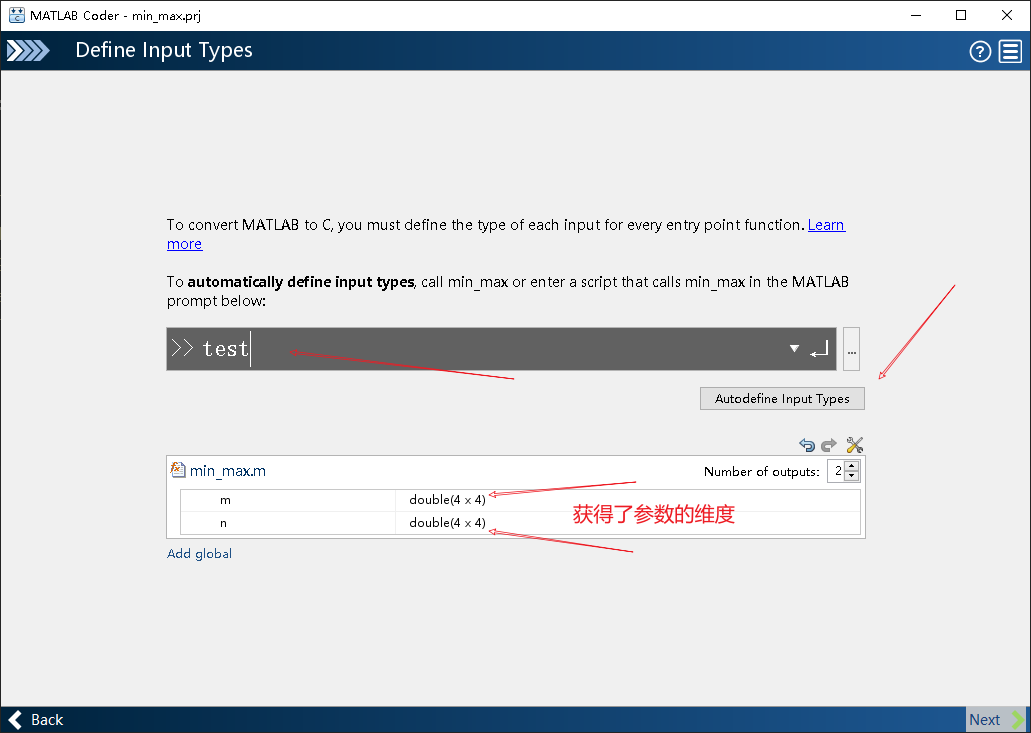 MATLAB Coder - min_max.prj
Define Input Types
?
To convert MATLAB to C, you must define the type of each input for every entry point function. Learn
more
To automatically define input types, call min_max or enter a script that calls min_max in the MATLAB
prompt below:
>> test
...
Autodefine Input Types
min_max.m
Number of outputs: 2
m double(4 x 4)
n double(4 x 4)
获得了参数的维度
Add global
Back
Next